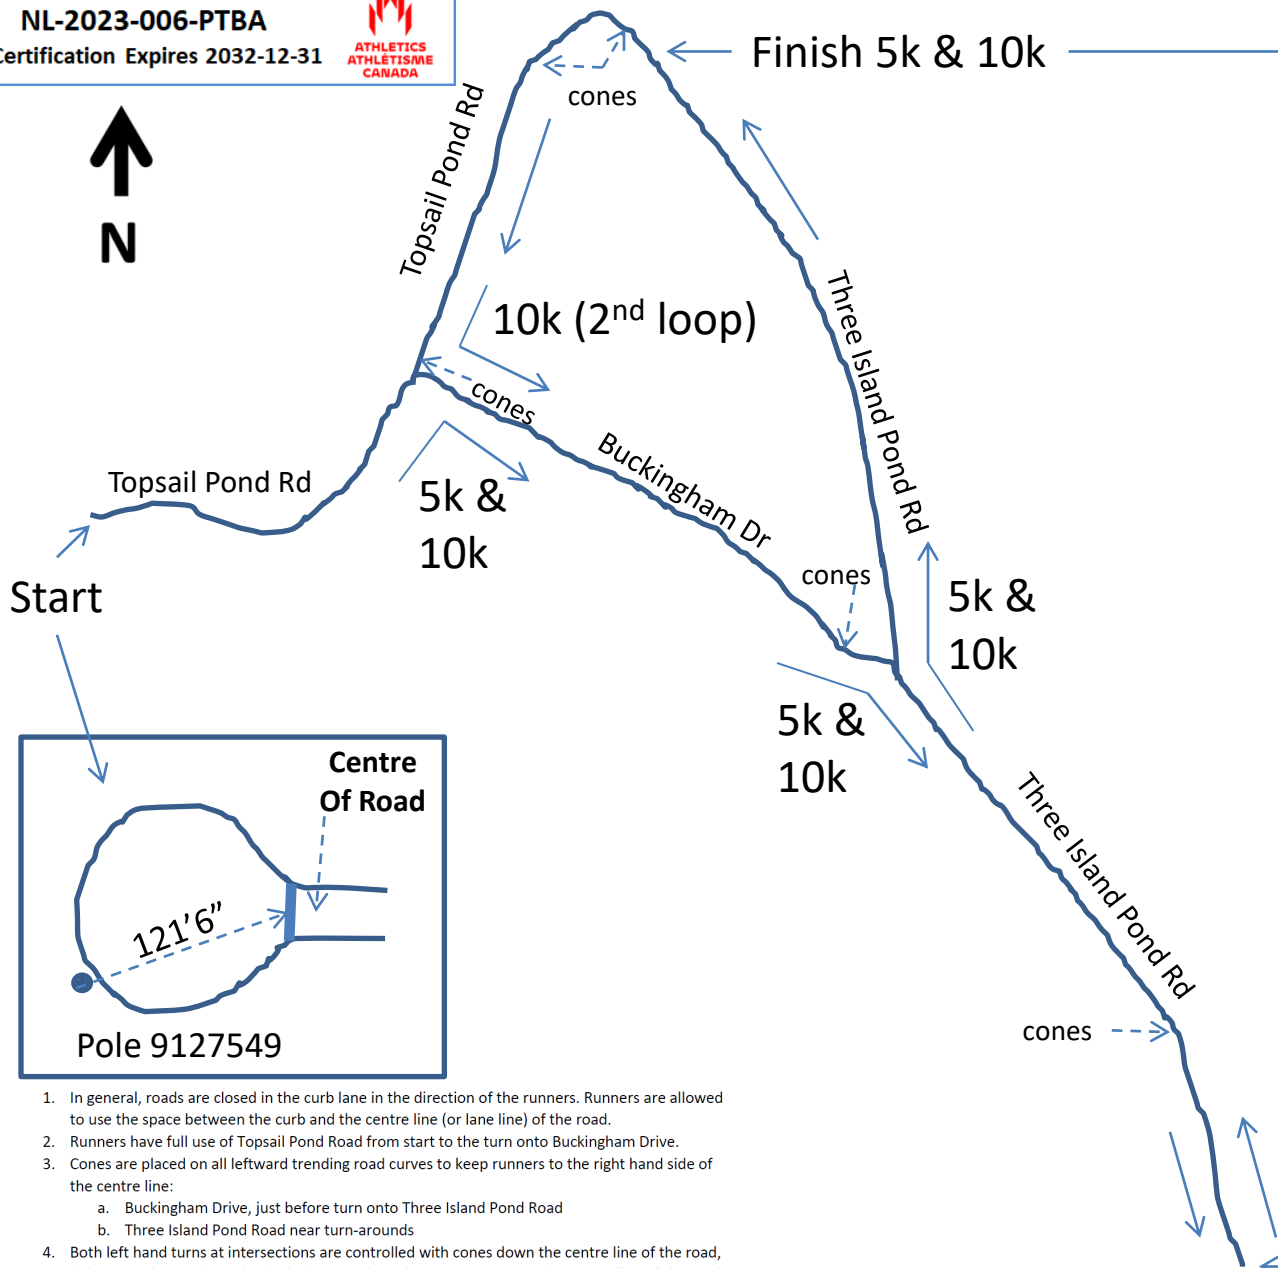 NL-2023-006-PTBA
Certification Expires 2032-12-31
ATHLETICS
ATHLÉTISME
CANADA
N
Finish 5k & 10k
cones
Topsail Pond Rd
10k (2nd loop)
cones
Three Island Pond Rd
Topsail Pond Rd
5k &
10k
Buckingham Dr
cones
Start
5k &
10k
5k &
10k
Centre
Of Road
121'6”
Pole 9127549
Three Island Pond Rd
cones
1. In general, roads are closed in the curb lane in the direction of the runners. Runners are allowed
to use the space between the curb and the centre line (or lane line) of the road.
2. Runners have full use of Topsail Pond Road from start to the turn onto Buckingham Drive.
3. Cones are placed on all leftward trending road curves to keep runners to the right hand side of
the centre line:
a. Buckingham Drive, just before turn onto Three Island Pond Road
b. Three Island Pond Road near turn-arounds
4. Both left hand turns at intersections are controlled with cones down the centre line of the road,